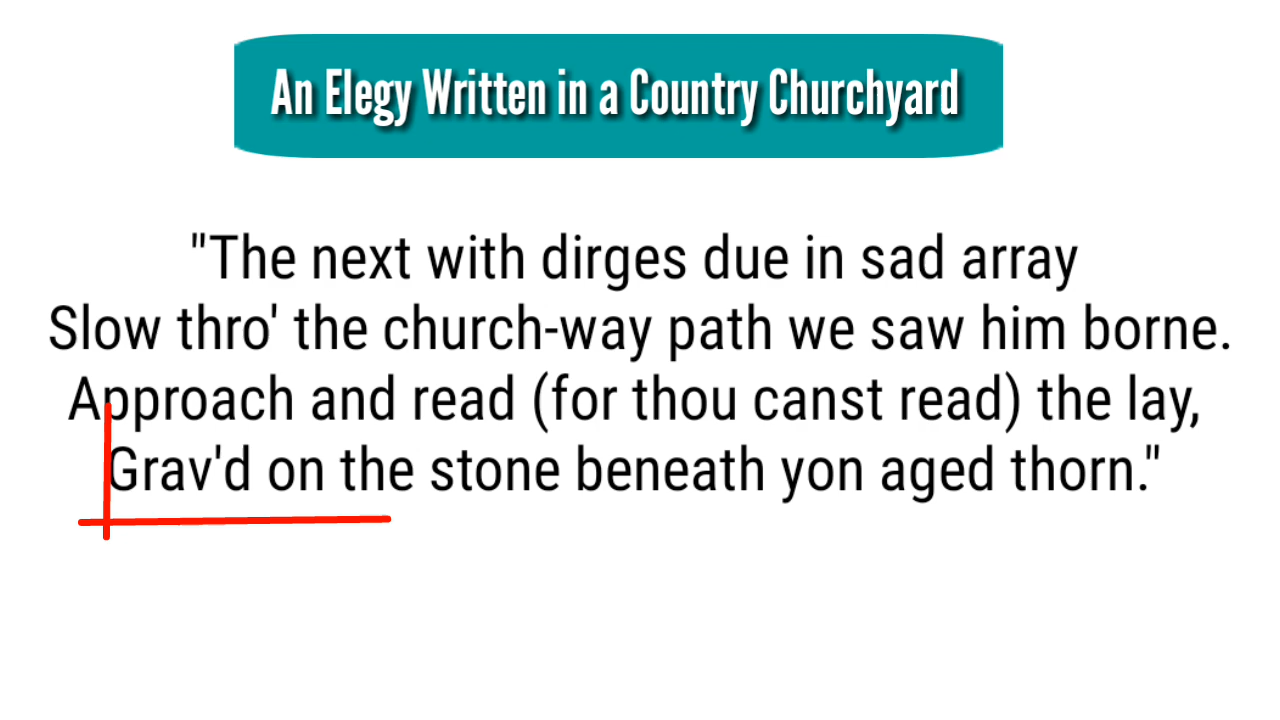 An Elegy Written in a Country Churchyard
"The next with dirges due in sad array
Slow thro' the church-way path we saw him borne.
Approach and read (for thou canst read) the lay,
Grav'd on the stone beneath yon aged thorn."